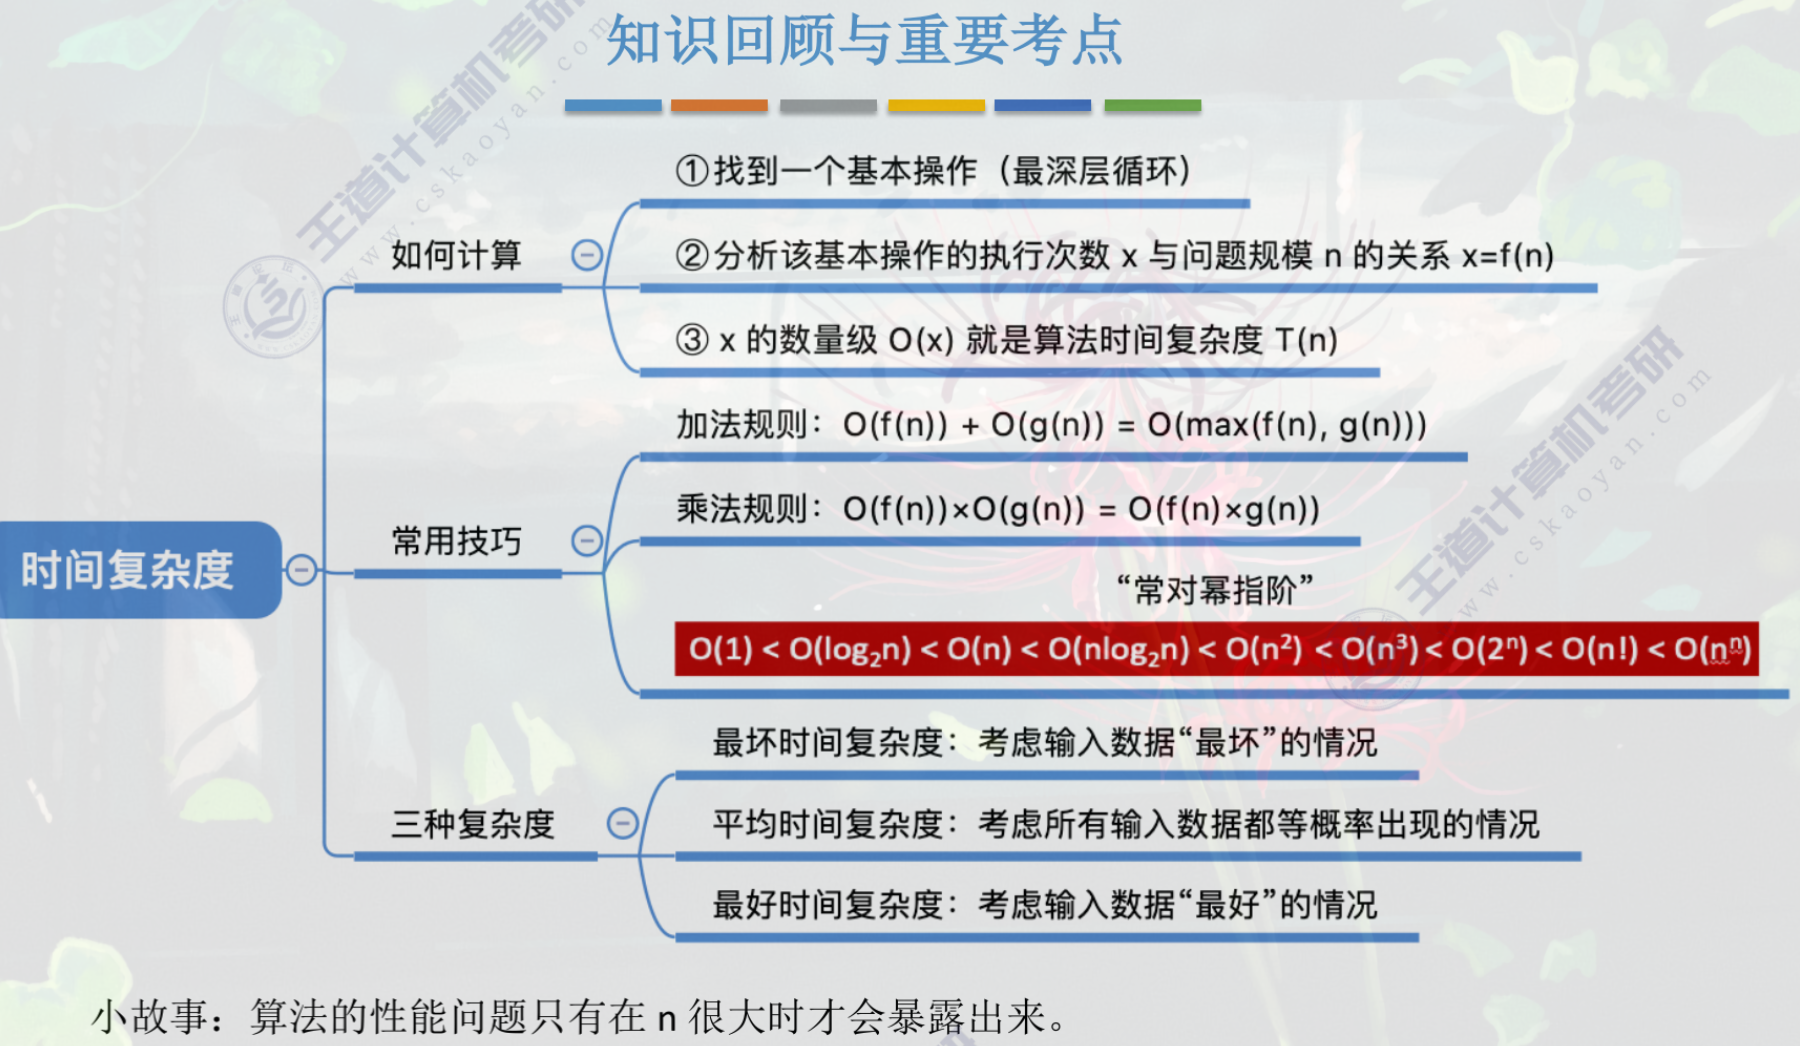 知识回顾与重要考点
①找到一个基本操作（最深层循环）
如何计算
②分析该基本操作的执行次数 x 与问题规模 n 的关系 x=f(n)
③ x 的数量级 O(x) 就是算法时间复杂度 T(n)
加法规则：O(f(n)) + O(g(n)) = O(max(f(n), g(n)))
乘法规则：O(f(n))×O(g(n)) = O(f(n)×g(n))
常用技巧
时间复杂度
“常对幂指阶”
O(1) < O(log₂n) < O(n) < O(nlog₂n) < O(n²) < O(n³) < O(2ⁿ) < O(n!) < O(nⁿ)
最坏时间复杂度：考虑输入数据“最坏”的情况
三种复杂度
平均时间复杂度：考虑所有输入数据都等概率出现的情况
最好时间复杂度：考虑输入数据“最好”的情况
小故事：算法的性能问题只有在 n 很大时才会暴露出来。
王道计算机考研
www.cskaoyan.com
王道计算机考研
www.cskaoyan.com